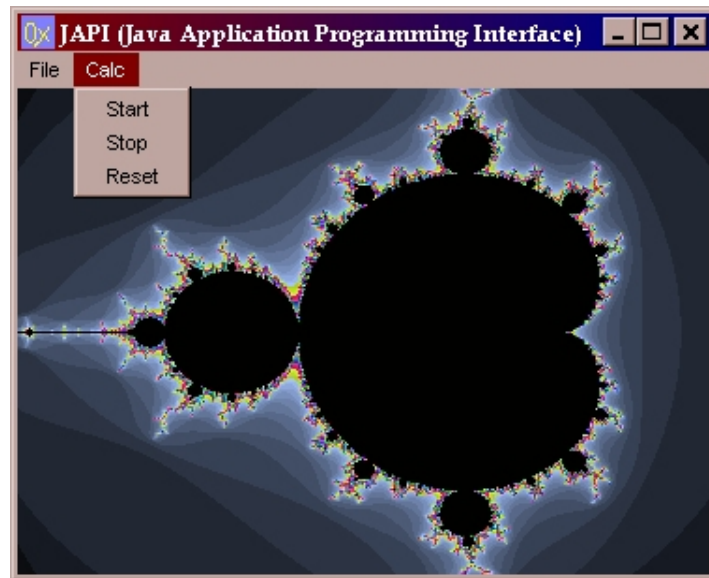 0x JAPI (Java Application Programming Interface)
File Calc
Start
Stop
Reset